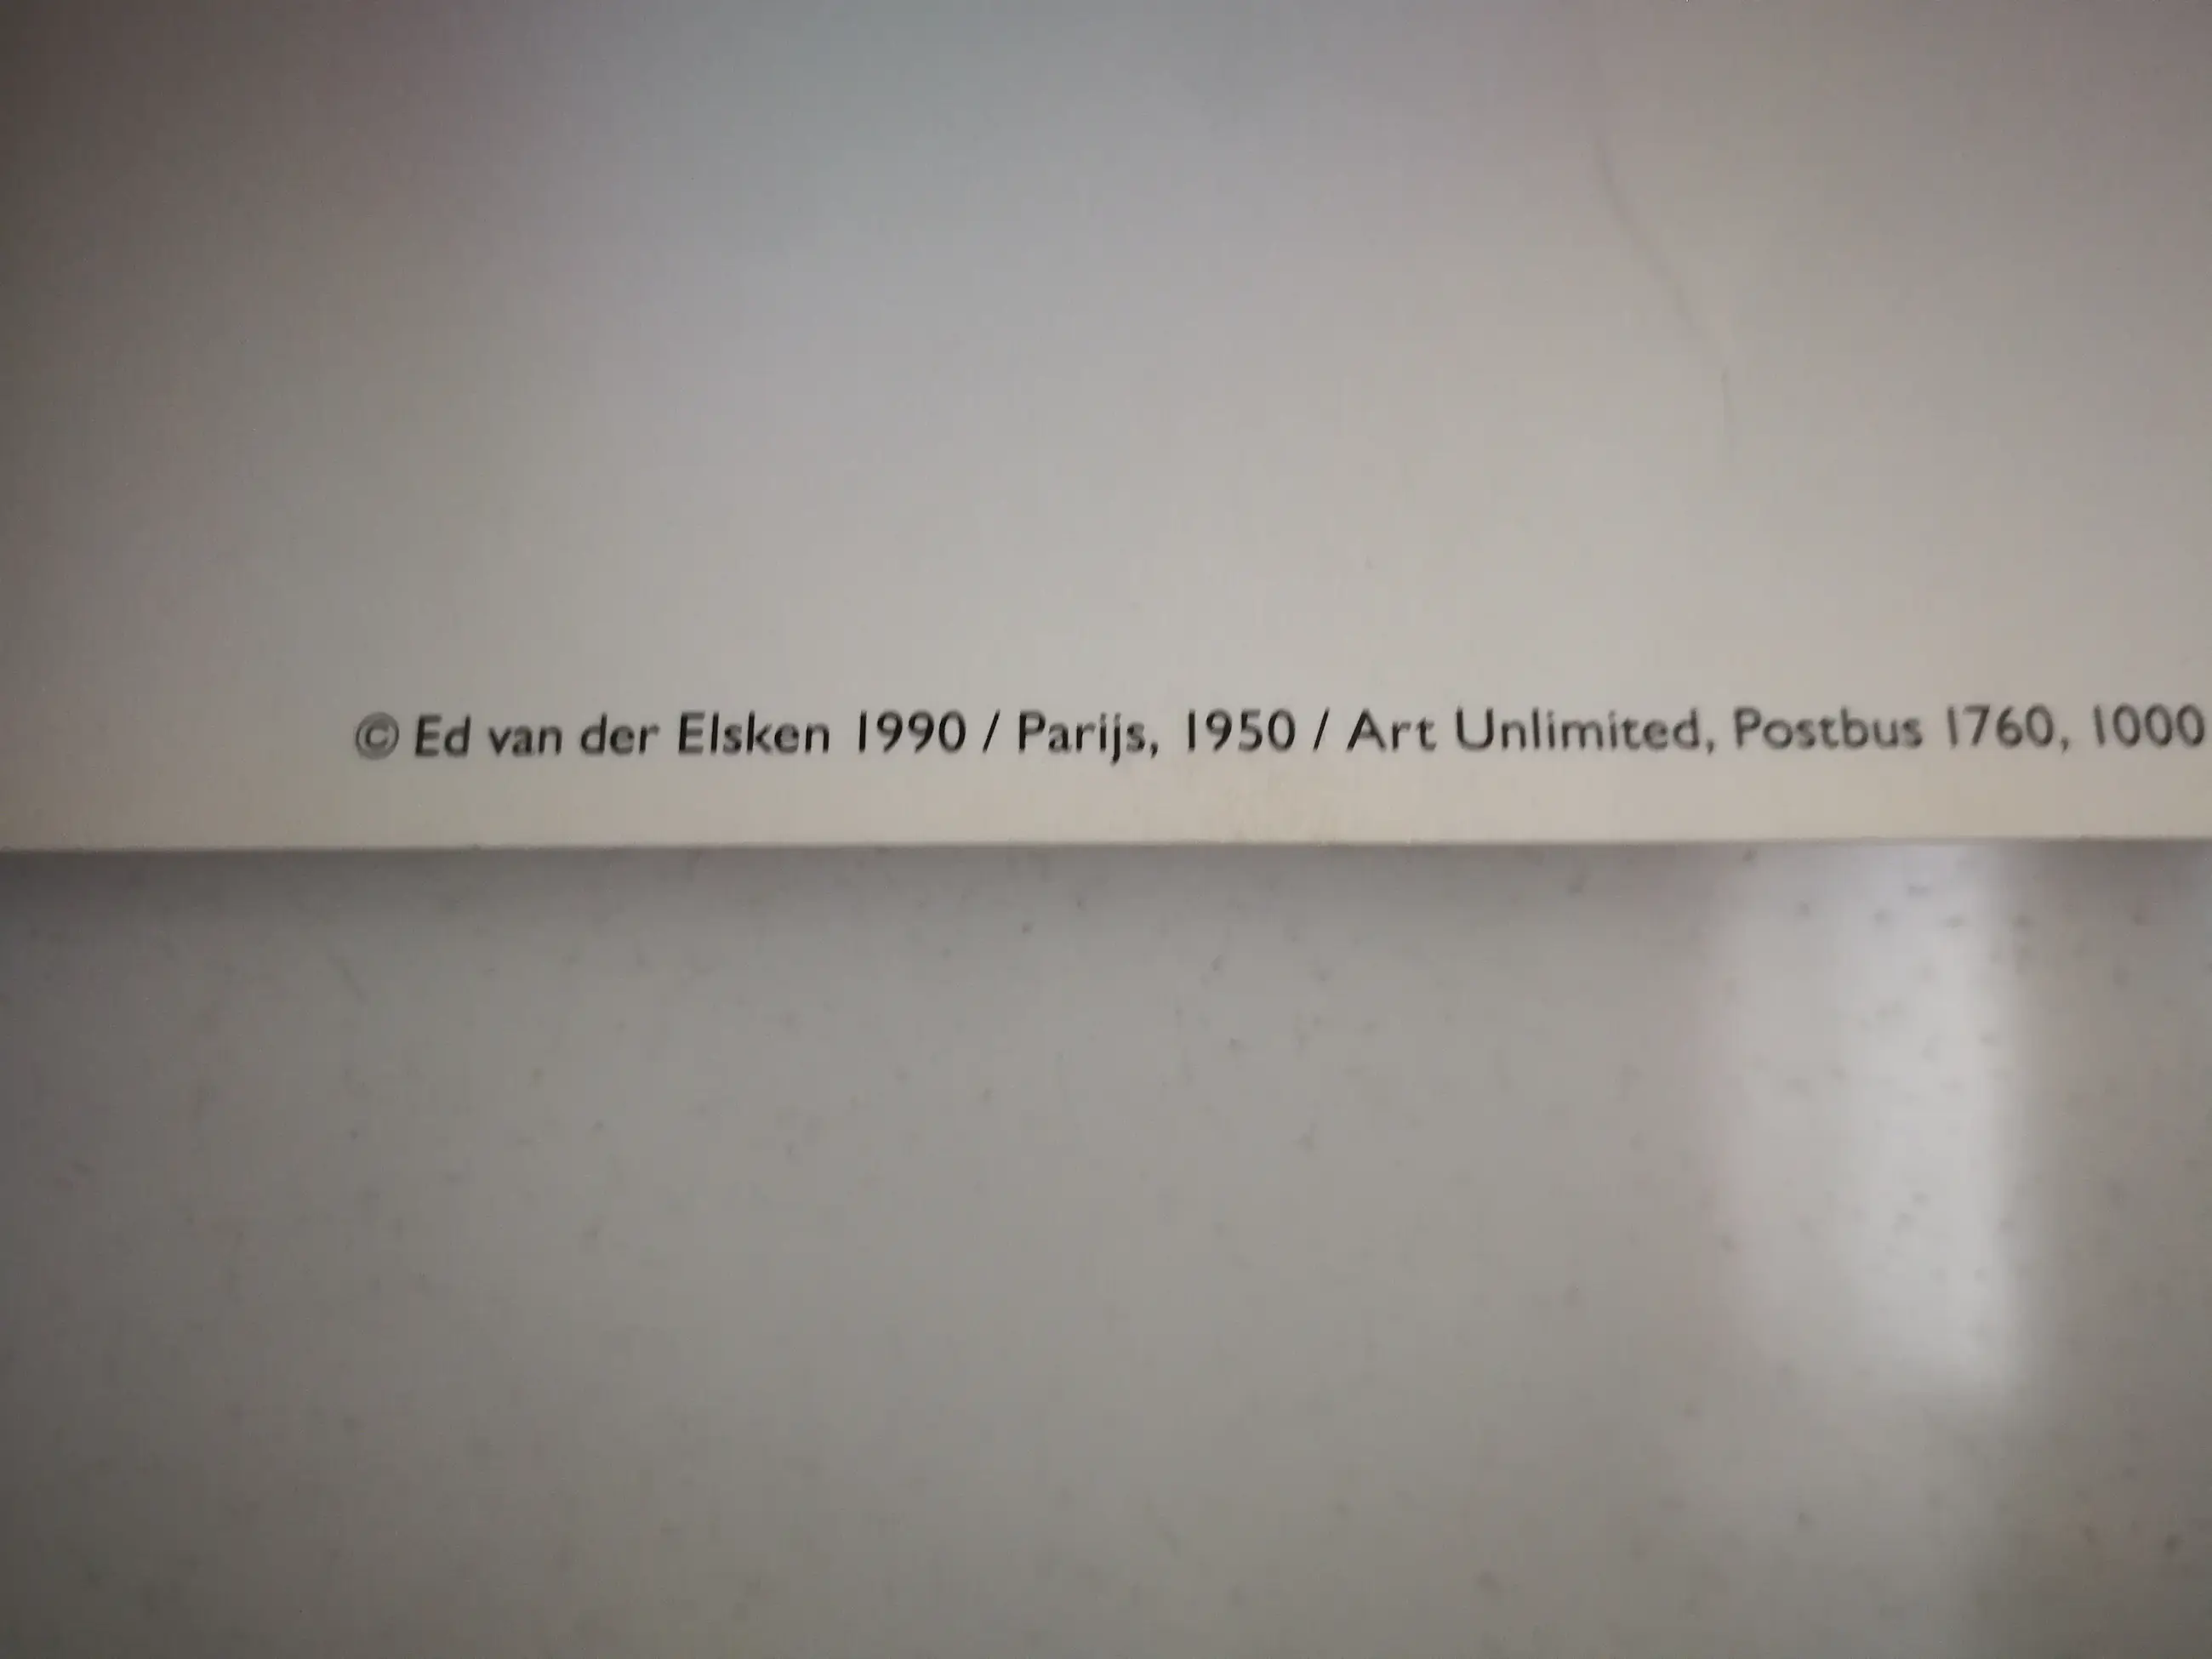 © Ed van der Elsken 1990 / Parijs, 1950 / Art Unlimited, Postbus 1760, 1000